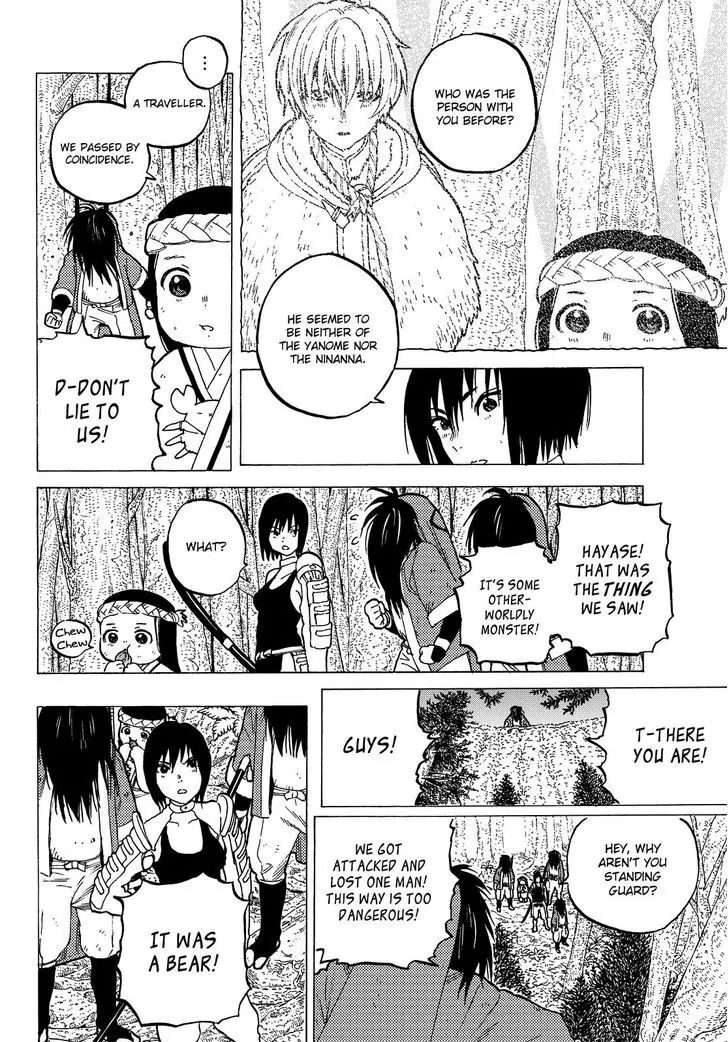 WHO WAS THE
PERSON WITH
YOU BEFORE?
HE SEEMED
TO BE NEITHER
OF THE
YANOME NOR
THE NINANNA.
...
A TRAVELLER.
WE PASSED BY
COINCIDENCE.
D-DON'T
LIE TO
US!
HAYASE!
THAT WAS
THE THING
WE SAW!
IT'S SOME
OTHER-
WORLDLY
MONSTER!
WHAT?
CHEW
CHEW
T-THERE
YOU ARE!
GUYS!
HEY, WHY
AREN'T YOU
STANDING
GUARD?
WE GOT
ATTACKED AND
LOST ONE MAN!
THIS WAY IS TOO
DANGEROUS!
IT WAS
A BEAR!